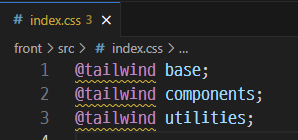 # index.css 3 ×
front > src > # index.css > ...
1 @tailwind base;
2 @tailwind components;
3 @tailwind utilities;